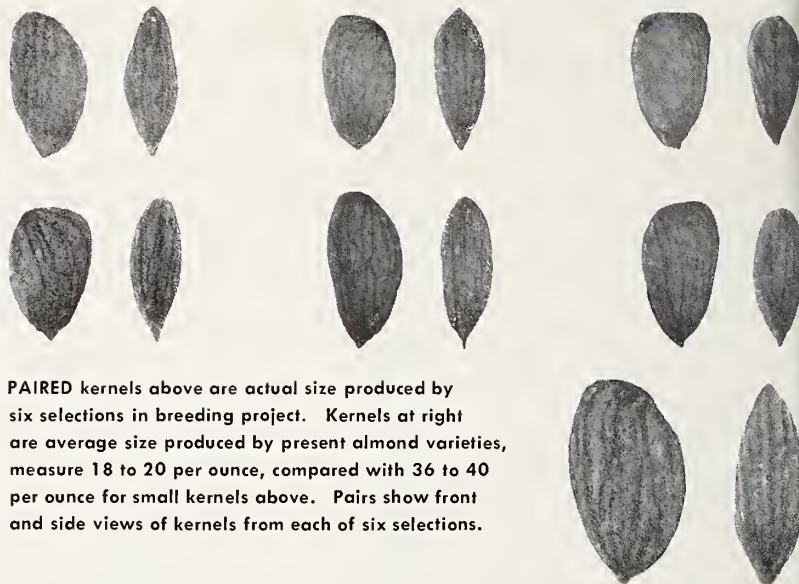 PAIRED kernels above are actual size produced by
six selections in breeding project. Kernels at right
are average size produced by present almond varieties,
measure 18 to 20 per ounce, compared with 36 to 40
per ounce for small kernels above. Pairs show front
and side views of kernels from each of six selections.